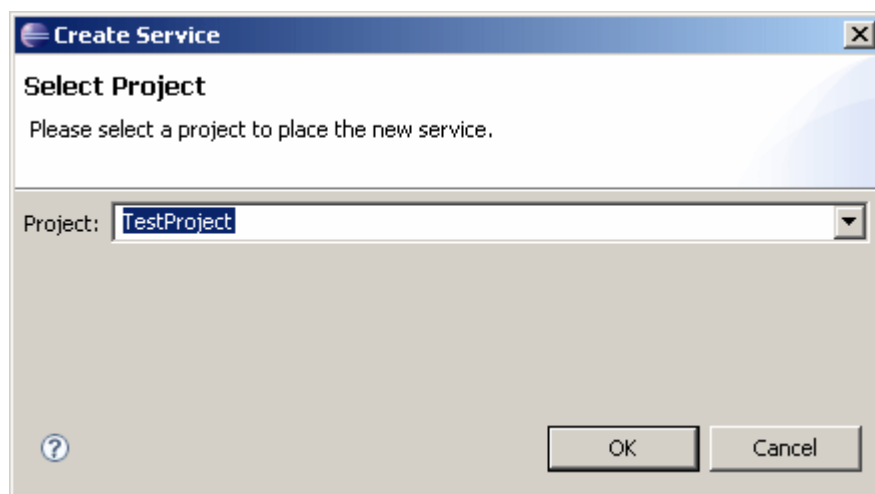 Create Service
Select Project
Please select a project to place the new service.
Project: TestProject
? OK Cancel